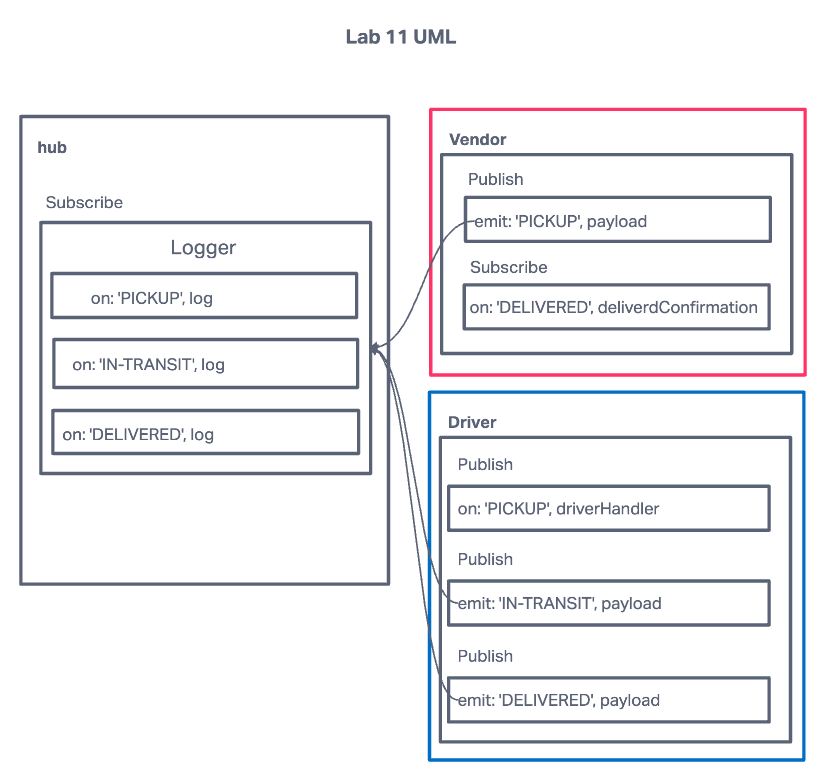 Lab 11 UML
hub
Subscribe
Logger
on: 'PICKUP', log
on: 'IN-TRANSIT', log
on: 'DELIVERED', log
Vendor
Publish
emit: 'PICKUP', payload
Subscribe
on: 'DELIVERED', deliverdConfirmation
Driver
Publish
on: 'PICKUP', driverHandler
Publish
emit: 'IN-TRANSIT', payload
Publish
emit: 'DELIVERED', payload